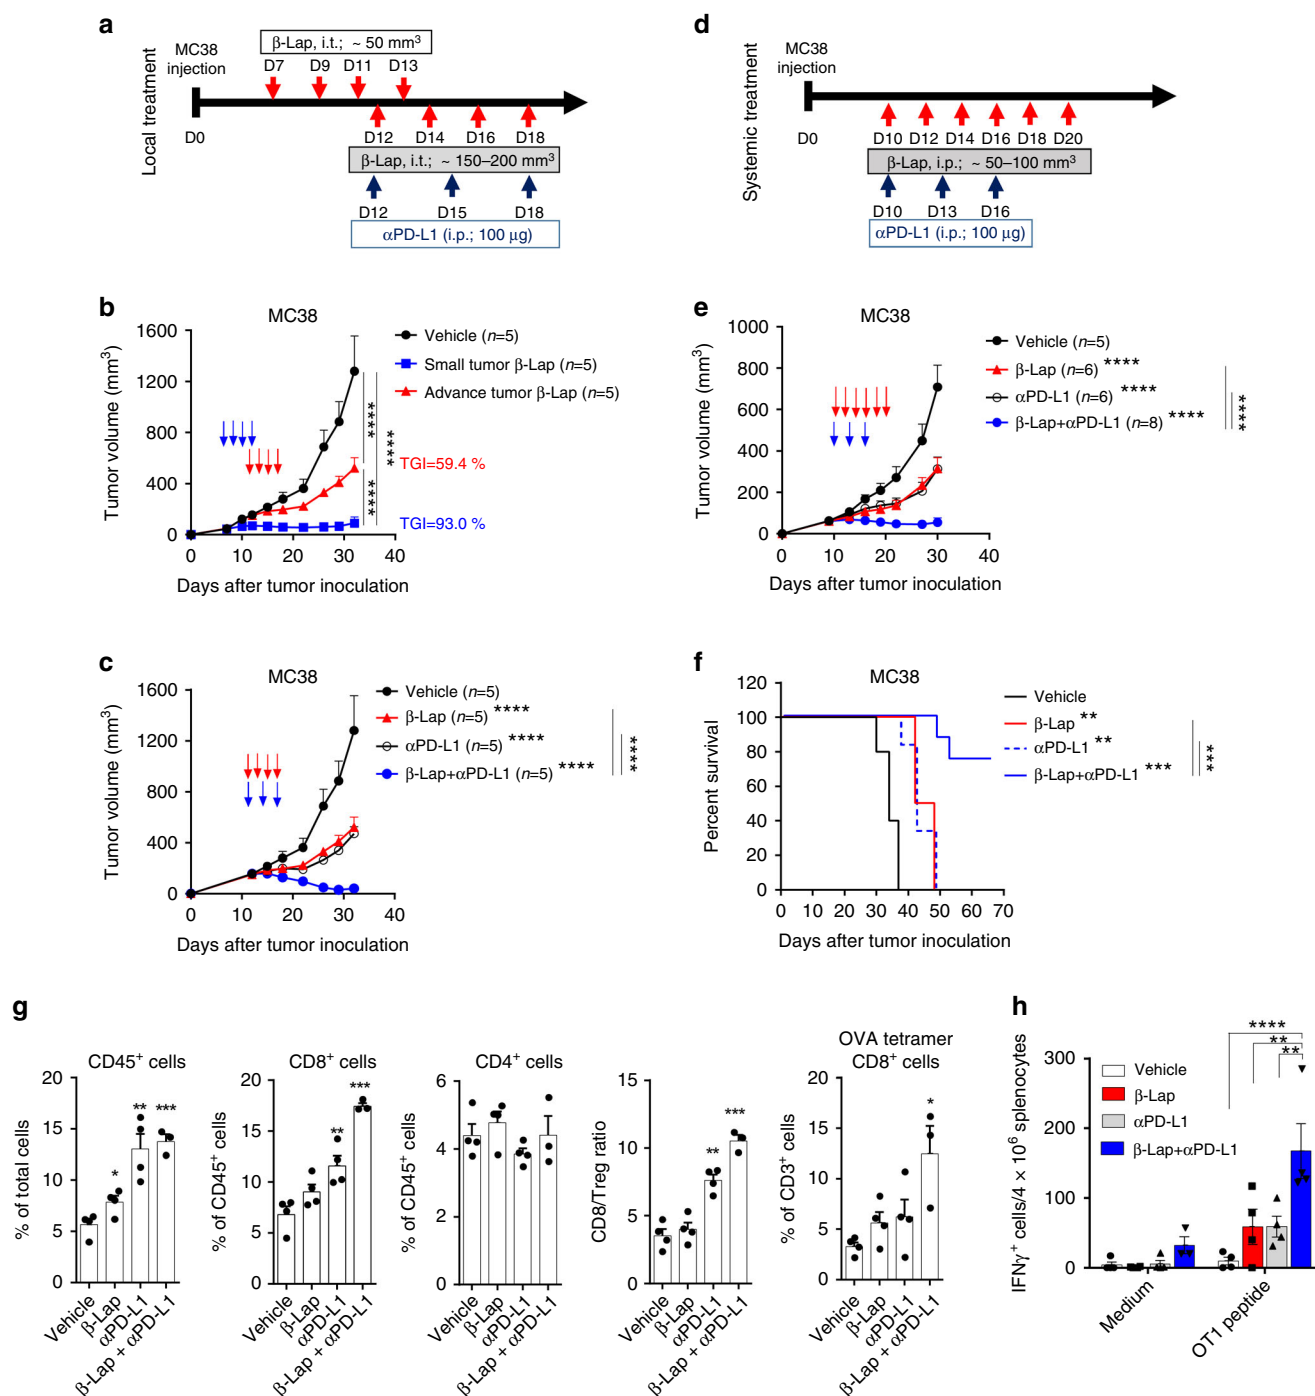 a
Local treatment
MC38
injection
β-Lap, i.t.; ~ 50 mm³
D7 D9 D11 D13
D0
D12 D14 D16 D18
β-Lap, i.t.; ~ 150–200 mm³
D12 D15 D18
αPD-L1 (i.p.; 100 μg)
d
Systemic treatment
MC38
injection
D0
D10 D12 D14 D16 D18 D20
β-Lap, i.p.; ~ 50–100 mm³
D10 D13 D16
αPD-L1 (i.p.; 100 μg)
b
MC38
Tumor volume (mm³)
1600
1200
800
400
0
0 10 20 30 40
Days after tumor inoculation
Vehicle (n=5)
Small tumor β-Lap (n=5)
Advance tumor β-Lap (n=5)
****
****
****
TGI=59.4 %
TGI=93.0 %
e
MC38
Tumor volume (mm³)
1000
800
600
400
200
0
0 10 20 30 40
Days after tumor inoculation
Vehicle (n=5)
β-Lap (n=6) ****
αPD-L1 (n=6) ****
β-Lap+αPD-L1 (n=8) ****
****
c
MC38
Tumor volume (mm³)
1600
1200
800
400
0
0 10 20 30 40
Days after tumor inoculation
Vehicle (n=5)
β-Lap (n=5) ****
αPD-L1 (n=5) ****
β-Lap+αPD-L1 (n=5) ****
****
f
MC38
Percent survival
120
100
80
60
40
20
0
0 10 20 30 40 50 60 70
Days after tumor inoculation
Vehicle
β-Lap **
αPD-L1 **
β-Lap+αPD-L1 ***
***
g
CD45⁺ cells
% of total cells
20
15
10
5
0
* ** ***
Vehicle
β-Lap
αPD-L1
β-Lap + αPD-L1
CD8⁺ cells
% of CD45⁺ cells
20
15
10
5
0
** ***
Vehicle
β-Lap
αPD-L1
β-Lap + αPD-L1
CD4⁺ cells
% of CD45⁺ cells
6
4
2
0
Vehicle
β-Lap
αPD-L1
β-Lap + αPD-L1
CD8/Treg ratio
15
10
5
0
** ***
Vehicle
β-Lap
αPD-L1
β-Lap + αPD-L1
OVA tetramer
CD8⁺ cells
% of CD3⁺ cells
20
15
10
5
0
*
Vehicle
β-Lap
αPD-L1
β-Lap + αPD-L1
h
IFNγ⁺ cells/4 × 10⁶ splenocytes
300
200
100
0
Vehicle
β-Lap
αPD-L1
β-Lap+αPD-L1
****
**
**
Medium
OT1 peptide